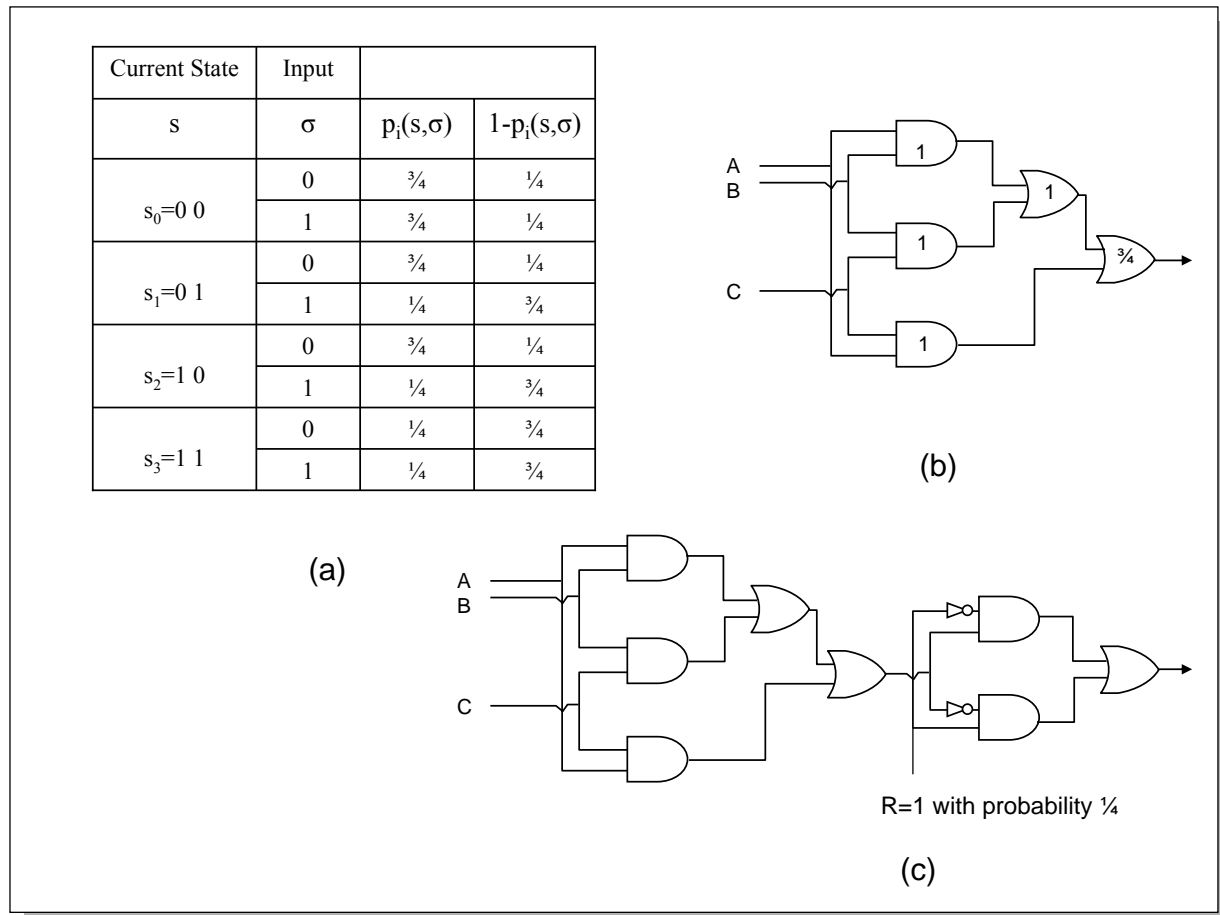 Current State Input
s σ pᵢ(s,σ) 1-pᵢ(s,σ)
s₀=0 0
0 ¾ ¼
1 ¾ ¼
s₁=0 1
0 ¾ ¼
1 ¼ ¾
s₂=1 0
0 ¾ ¼
1 ¼ ¾
s₃=1 1
0 ¼ ¾
1 ¼ ¾
(a)
A
B
C
1
1
1
1
¾
(b)
A
B
C
R=1 with probability ¼
(c)